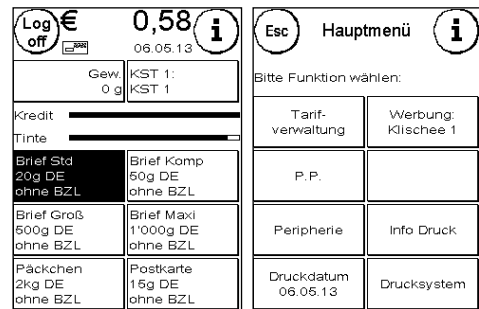 Log off
€ 0,58
06.05.13
i
Gew.
0 g
KST 1:
KST 1
Kredit
Tinte
Brief Std
20g DE
ohne BZL
Brief Komp
50g DE
ohne BZL
Brief Groß
500g DE
ohne BZL
Brief Maxi
1'000g DE
ohne BZL
Päckchen
2kg DE
ohne BZL
Postkarte
15g DE
ohne BZL
Esc
Hauptmenü
i
Bitte Funktion wählen:
Tarif-
verwaltung
Werbung:
Klischee 1
P.P.
Peripherie
Info Druck
Druckdatum
06.05.13
Drucksystem